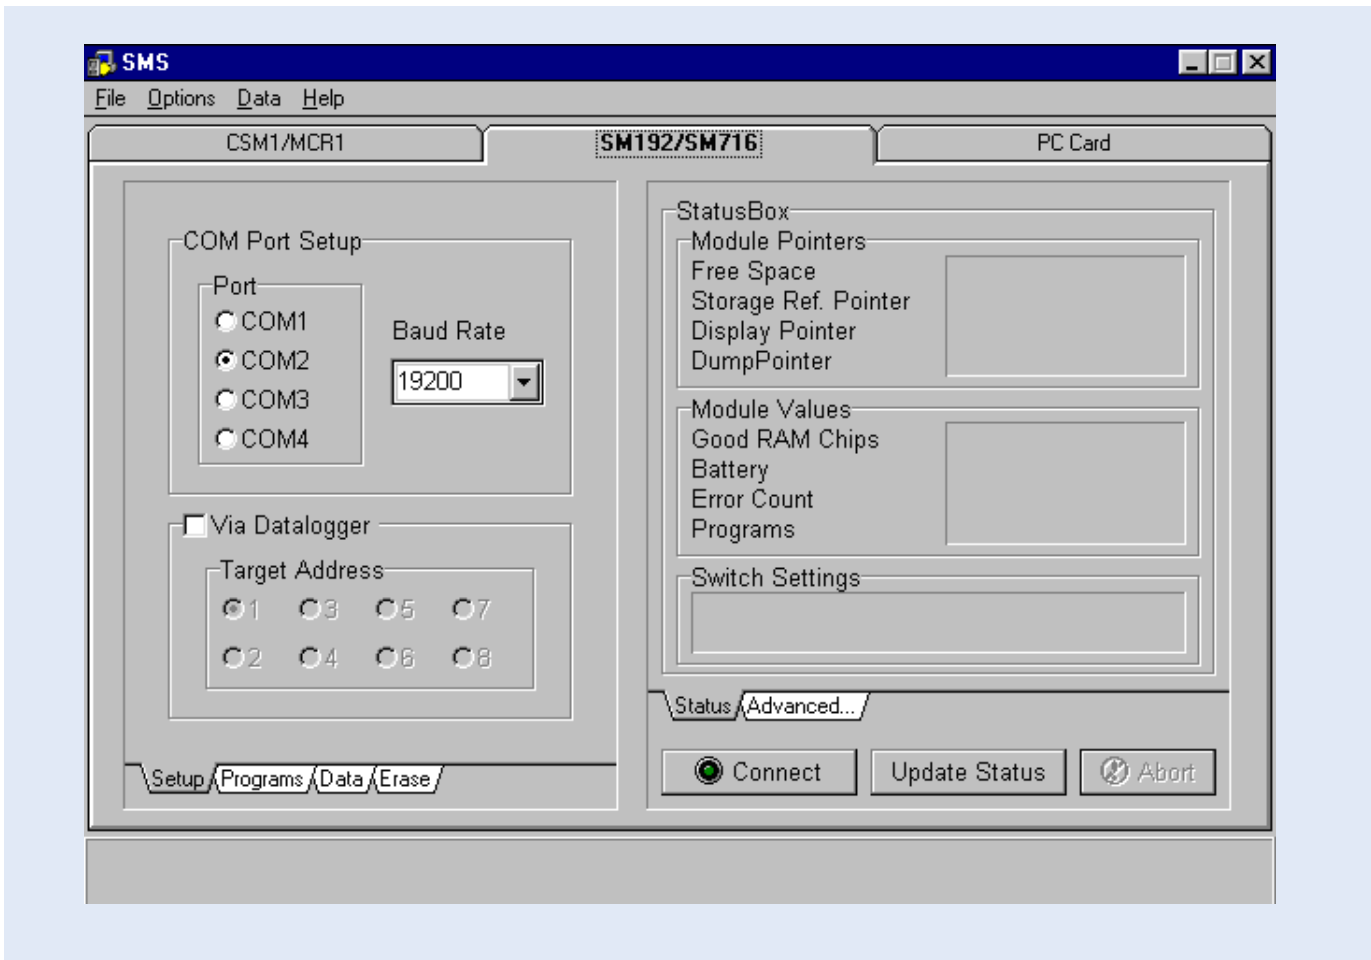 SMS
File Options Data Help
CSM1/MCR1 SM192/SM716 PC Card
COM Port Setup
Port
COM1
COM2
COM3
COM4
Baud Rate
19200
Via Datalogger
Target Address
1 3 5 7
2 4 6 8
Setup Programs Data Erase
StatusBox
Module Pointers
Free Space
Storage Ref. Pointer
Display Pointer
DumpPointer
Module Values
Good RAM Chips
Battery
Error Count
Programs
Switch Settings
Status Advanced...
Connect Update Status Abort